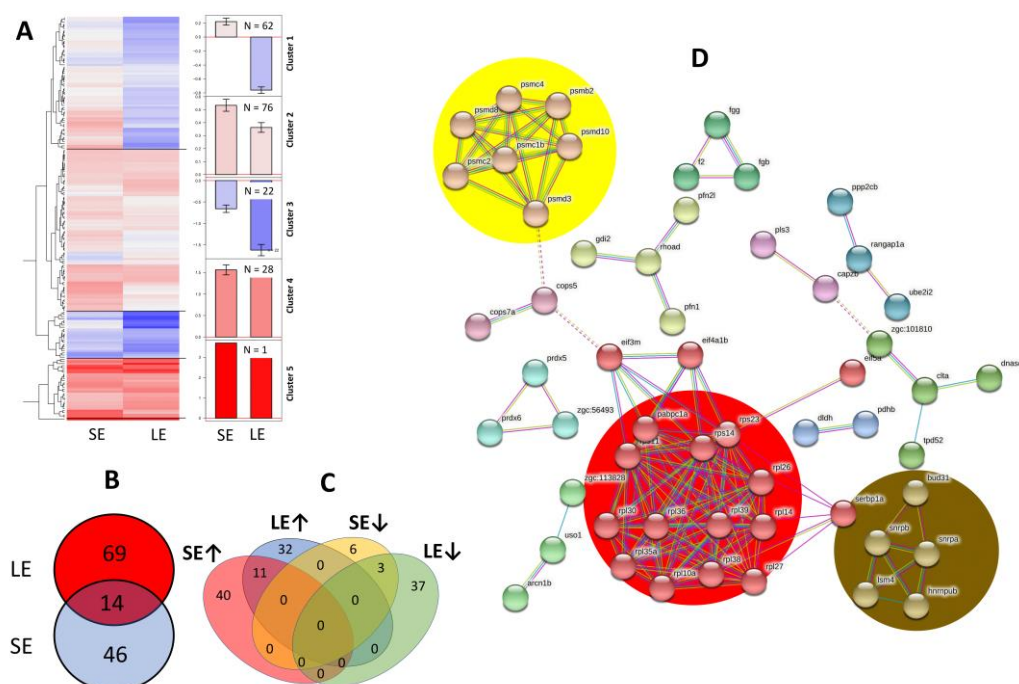 A
N = 62
Cluster 1
N = 76
Cluster 2
N = 22
Cluster 3
N = 28
Cluster 4
N = 1
Cluster 5
SE
LE
SE
LE
B
LE
SE
69
14
46
C
SE↑
LE↑
SE↓
LE↓
40
11
32
0
6
3
37
0
0
0
0
0
0
0
0
D
psmc4
psmb2
psmd10
psmc1b
psmc2
psmd3
fgg
f2
fgb
pfn2l
gdi2
moad
pfn1
ppp2cb
pls3
rangap1a
capzb
ube2i2
cops5
cops7a
zgc:101810
eif3m
eif4a1b
eif5a
clta
prdx5
prdx6
zgc:56493
dldh
pdhb
tpd52
pabpc1a
rps23
rps14
zgc:113828
rpl26
rpl30
rpl36
rpl39
rpl14
rpl35a
rpl38
rpl27
rpl10a
uso1
arcn1b
serbp1a
bud31
snrpb
snrpa
lsm4
hnrnpub